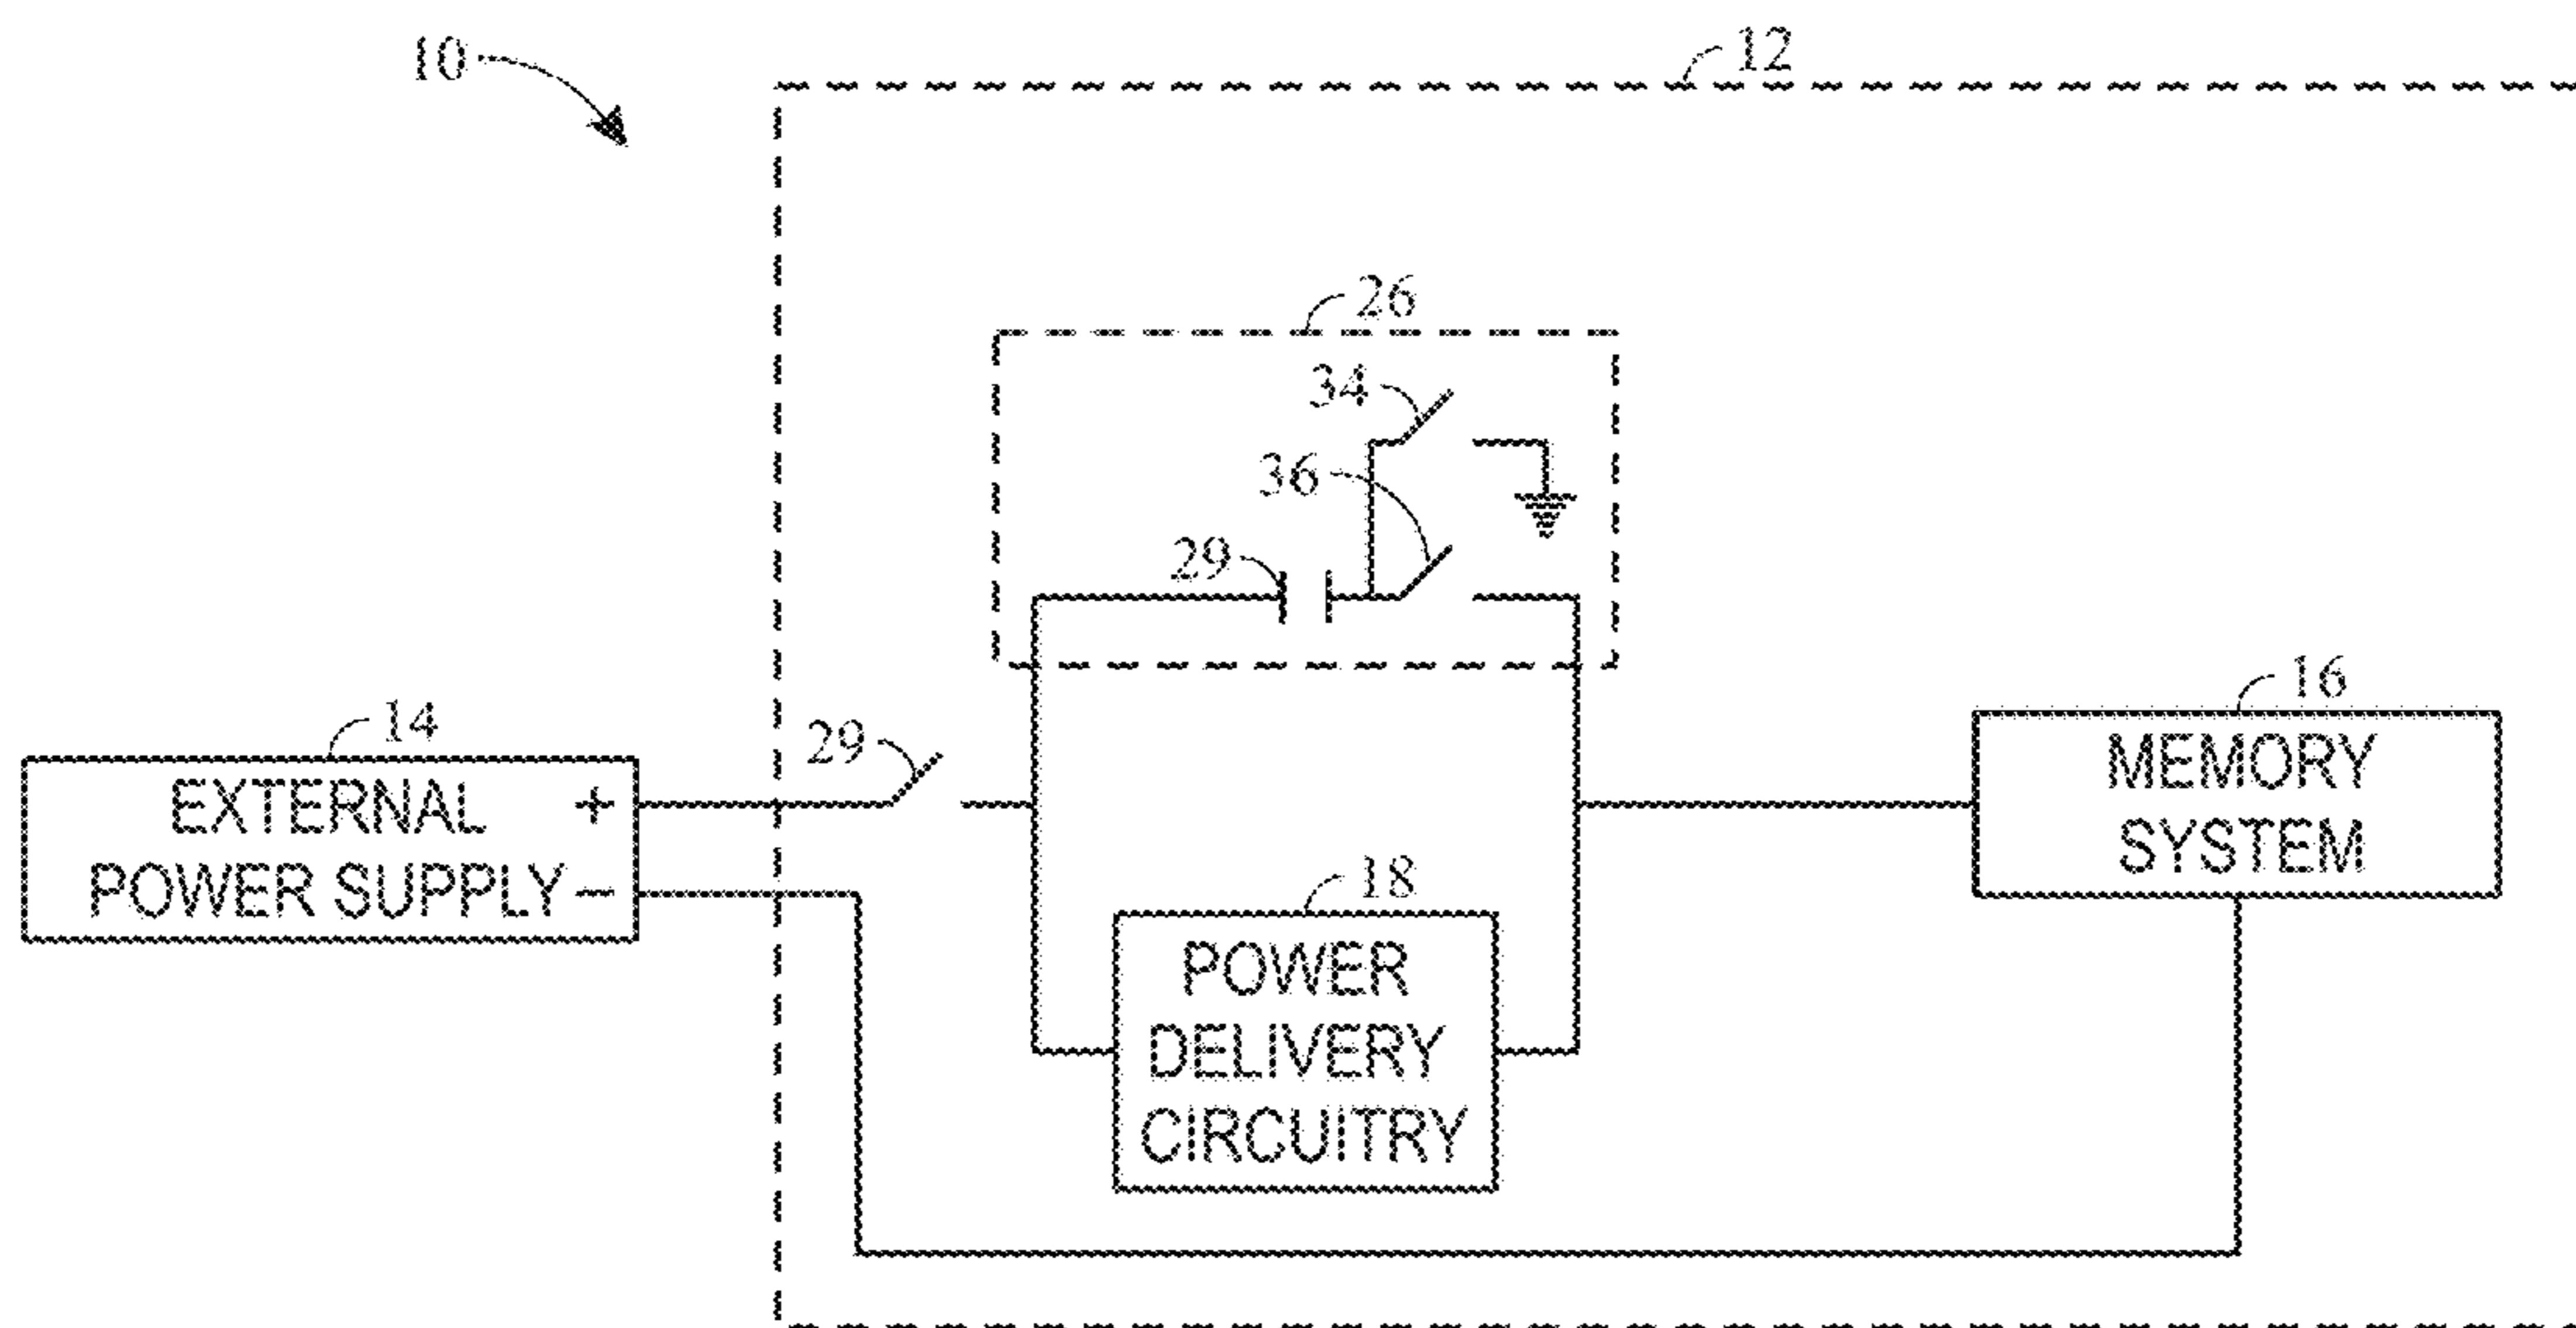 10
12
26
34
36
29
14
29
16
EXTERNAL +
POWER SUPPLY −
MEMORY
SYSTEM
18
POWER
DELIVERY
CIRCUITRY